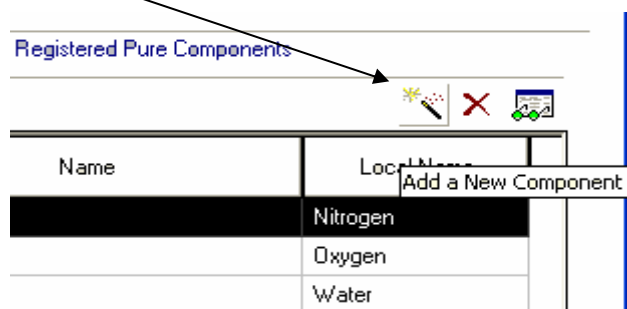 Registered Pure Components
Name
Local Name
Add a New Component
Nitrogen
Oxygen
Water